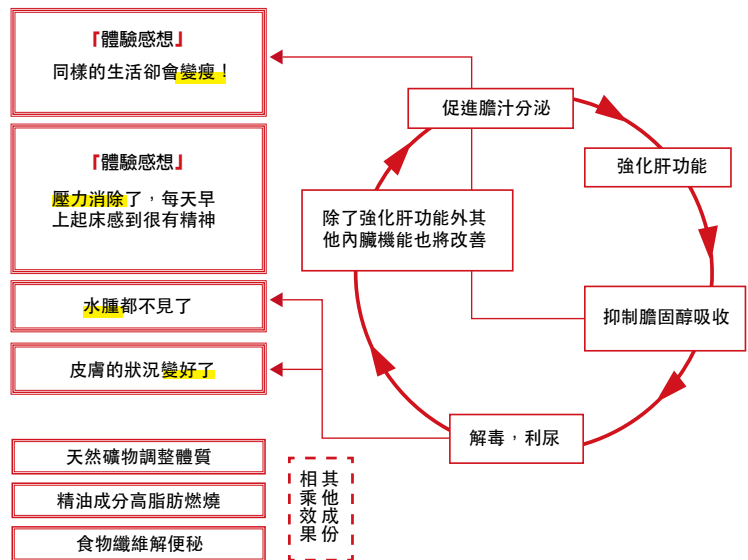 『體驗感想』
同樣的生活卻會變瘦！
『體驗感想』
壓力消除了，每天早
上起床感到很有精神
水腫都不見了
皮膚的狀況變好了
天然礦物調整體質
精油成分高脂肪燃燒
食物纖維解便秘
其他成份
相乘效果
促進膽汁分泌
強化肝功能
抑制膽固醇吸收
解毒，利尿
除了強化肝功能外其
他內臟機能也將改善